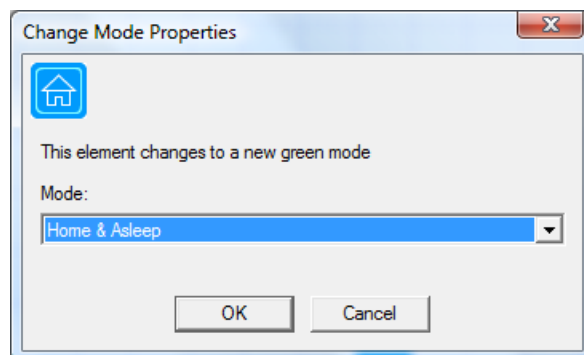 Change Mode Properties
This element changes to a new green mode
Mode:
Home & Asleep
OK
Cancel